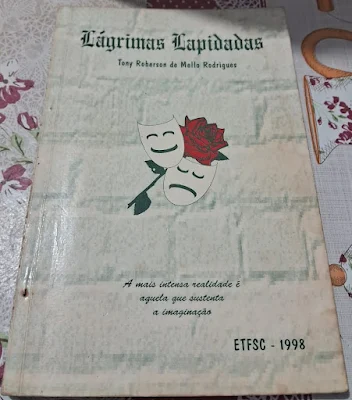 Lágrimas Lapidadas
Tony Roberson de Mello Rodrigues
A mais intensa realidade é
aquela que sustenta
a imaginação
ETFSC - 1998